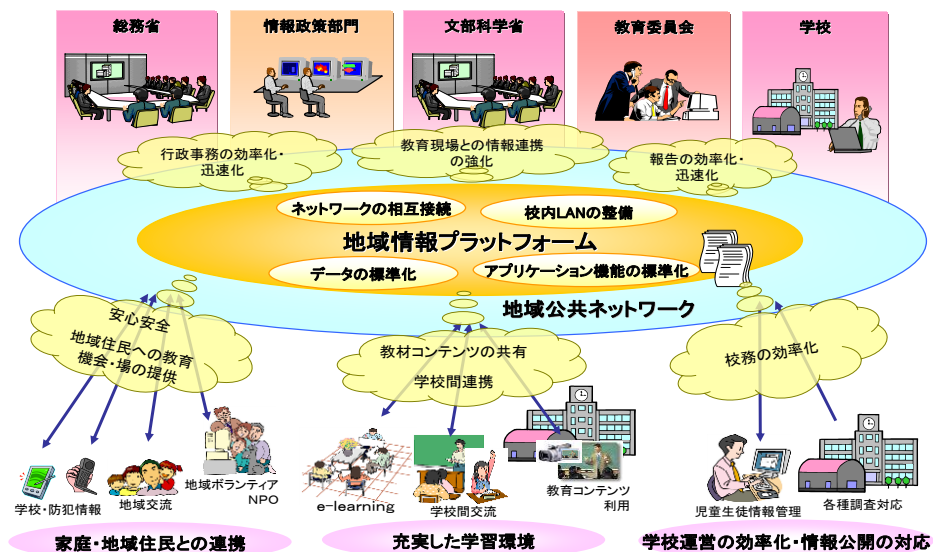 総務省
情報政策部門
文部科学省
教育委員会
学校
行政事務の効率化・
迅速化
教育現場との情報連携
の強化
報告の効率化・
迅速化
ネットワークの相互接続
校内LANの整備
地域情報プラットフォーム
データの標準化
アプリケーション機能の標準化
地域公共ネットワーク
安心安全
地域住民への教育
機会・場の提供
教材コンテンツの共有
学校間連携
校務の効率化
学校・防犯情報
地域交流
地域ボランティア
NPO
e-learning
学校間交流
教育コンテンツ
利用
児童生徒情報管理
各種調査対応
家庭・地域住民との連携
充実した学習環境
学校運営の効率化・情報公開の対応